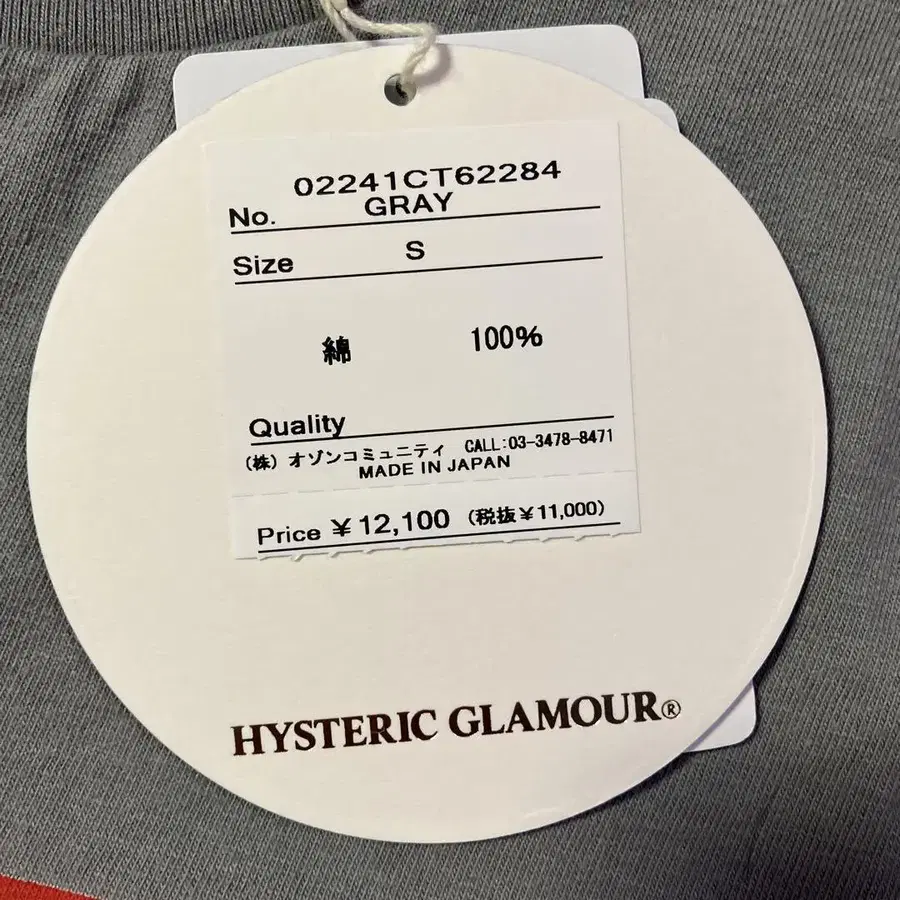 02241CT62284
No. GRAY
Size S
綿 100%
Quality
(株) オゾンコミュニティ CALL:03-3478-8471
MADE IN JAPAN
Price ¥12,100 (税抜¥11,000)
HYSTERIC GLAMOUR®